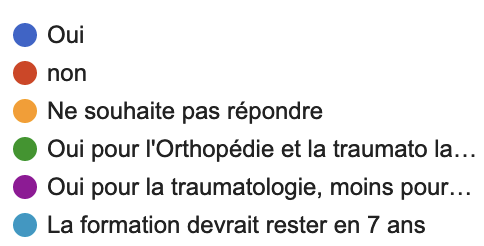 Oui
non
Ne souhaite pas répondre
Oui pour l'Orthopédie et la traumato la…
Oui pour la traumatologie, moins pour…
La formation devrait rester en 7 ans